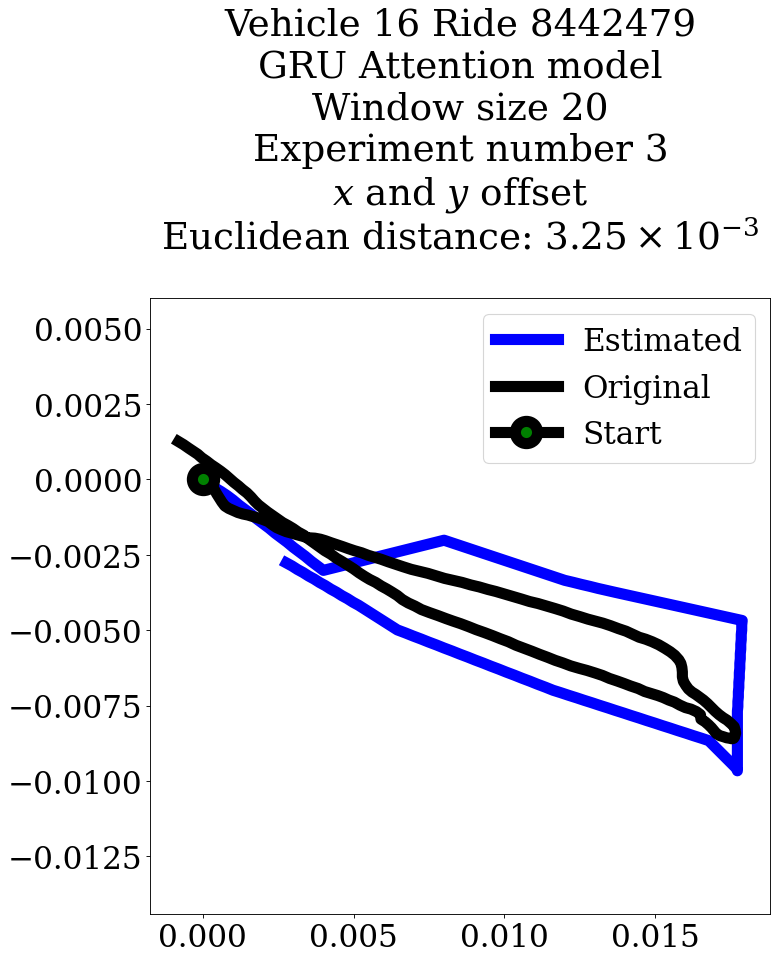 Vehicle 16 Ride 8442479
GRU Attention model
Window size 20
Experiment number 3
x and y offset
Euclidean distance: 3.25 × 10⁻³
Estimated
Original
Start
0.0050
0.0025
0.0000
−0.0025
−0.0050
−0.0075
−0.0100
−0.0125
0.000 0.005 0.010 0.015